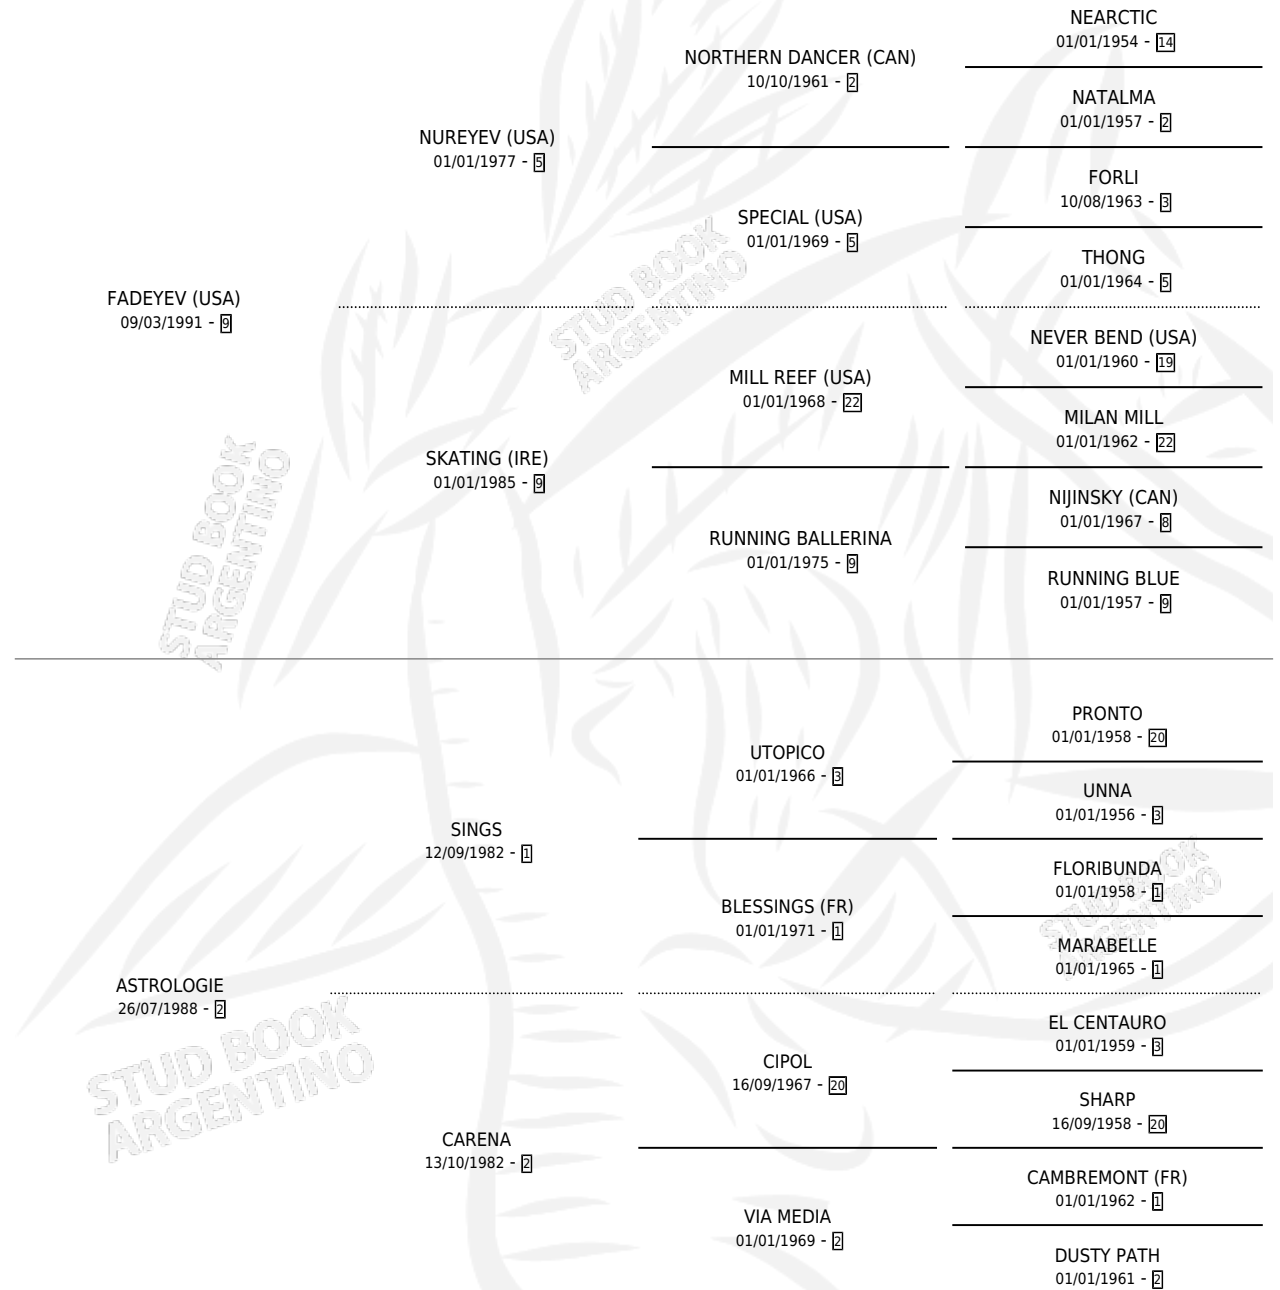 NEARCTIC
01/01/1954 - 14
NORTHERN DANCER (CAN)
10/10/1961 - 2
NATALMA
01/01/1957 - 2
NUREYEV (USA)
01/01/1977 - 5
FORLI
10/08/1963 - 3
SPECIAL (USA)
01/01/1969 - 5
THONG
01/01/1964 - 5
FADEYEV (USA)
09/03/1991 - 9
NEVER BEND (USA)
01/01/1960 - 19
MILL REEF (USA)
01/01/1968 - 22
MILAN MILL
01/01/1962 - 22
SKATING (IRE)
01/01/1985 - 9
NIJINSKY (CAN)
01/01/1967 - 8
RUNNING BALLERINA
01/01/1975 - 9
RUNNING BLUE
01/01/1957 - 9
PRONTO
01/01/1958 - 20
UTOPICO
01/01/1966 - 3
UNNA
01/01/1956 - 3
SINGS
12/09/1982 - 1
FLORIBUNDA
01/01/1958 - 1
BLESSINGS (FR)
01/01/1971 - 1
MARABELLE
01/01/1965 - 1
ASTROLOGIE
26/07/1988 - 2
EL CENTAURO
01/01/1959 - 3
CIPOL
16/09/1967 - 20
SHARP
16/09/1958 - 20
CARENA
13/10/1982 - 2
CAMBREMONT (FR)
01/01/1962 - 1
VIA MEDIA
01/01/1969 - 2
DUSTY PATH
01/01/1961 - 2
STUD BOOK
ARGENTINO
STUD BOOK
ARGENTINO
STUD BOOK
ARGENTINO
STUD BOOK
ARGENTINO